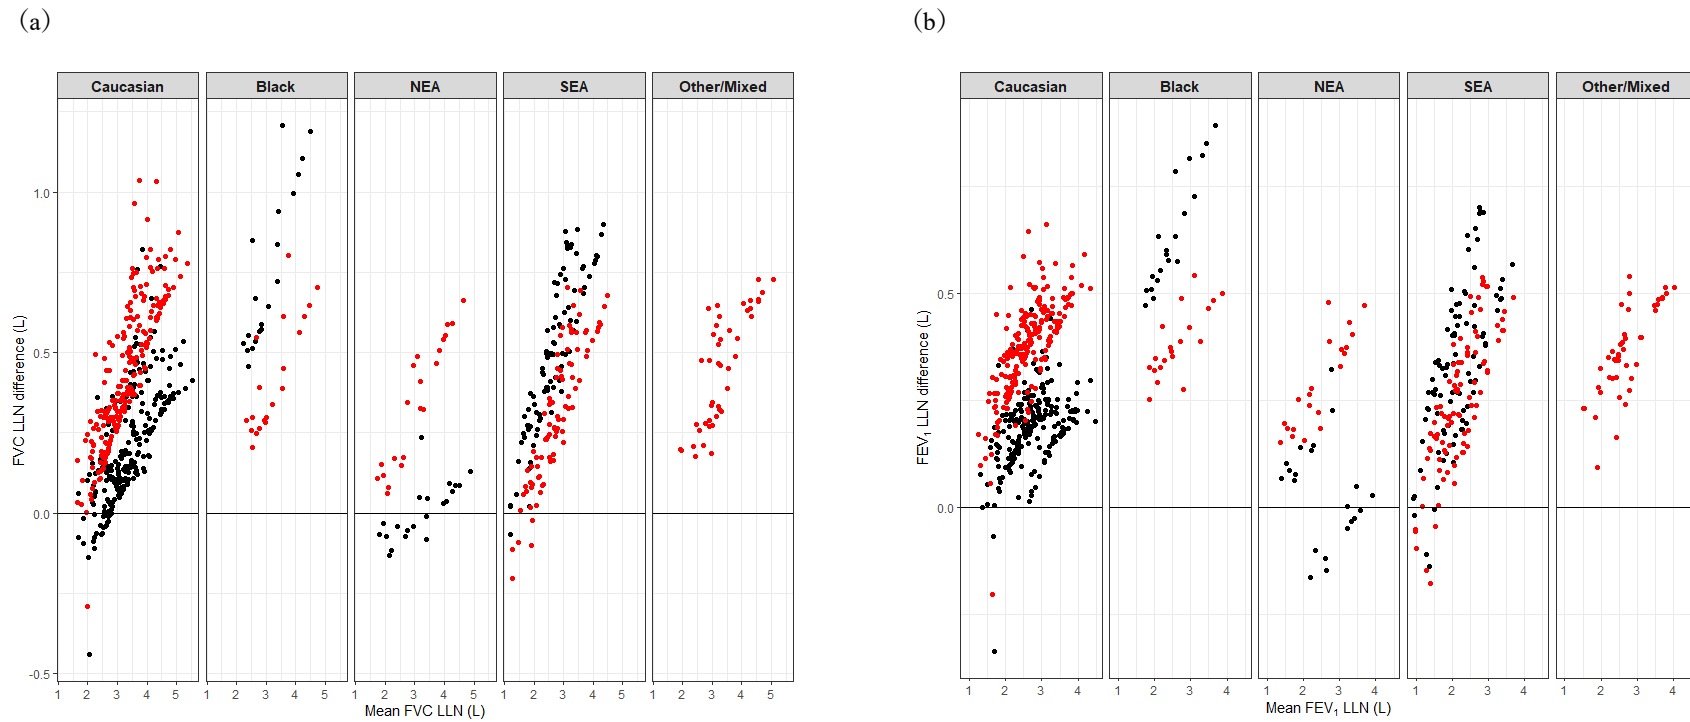 (a)
Caucasian Black NEA SEA Other/Mixed
1.0
0.5
0.0
-0.5
FVC LLN difference (L)
1 2 3 4 5 1 2 3 4 5 1 2 3 4 5 1 2 3 4 5 1 2 3 4 5
Mean FVC LLN (L)
(b)
Caucasian Black NEA SEA Other/Mixed
0.5
0.0
FEV₁ LLN difference (L)
1 2 3 4 1 2 3 4 1 2 3 4 1 2 3 4 1 2 3 4
Mean FEV₁ LLN (L)